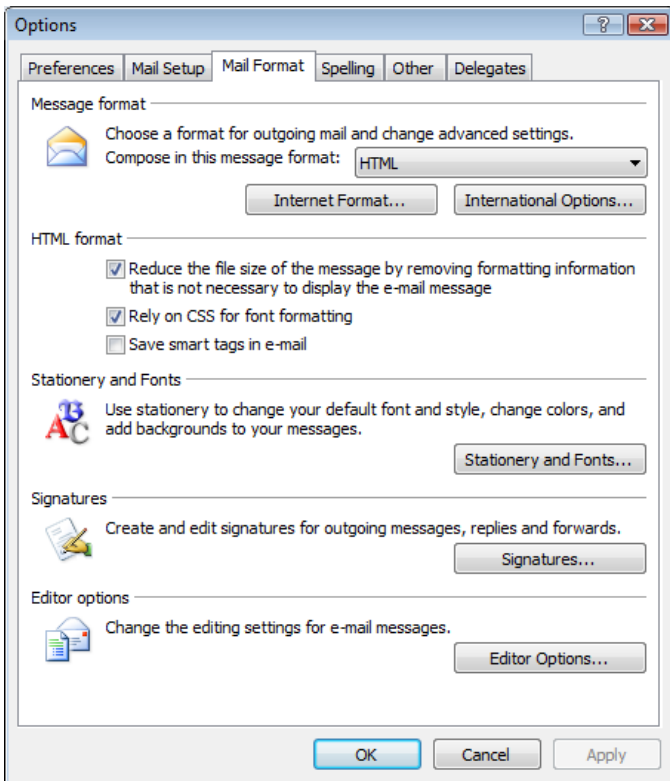 Options
Preferences Mail Setup Mail Format Spelling Other Delegates
Message format
Choose a format for outgoing mail and change advanced settings.
Compose in this message format: HTML
Internet Format... International Options...
HTML format
Reduce the file size of the message by removing formatting information
that is not necessary to display the e-mail message
Rely on CSS for font formatting
Save smart tags in e-mail
Stationery and Fonts
Use stationery to change your default font and style, change colors, and
add backgrounds to your messages.
Stationery and Fonts...
Signatures
Create and edit signatures for outgoing messages, replies and forwards.
Signatures...
Editor options
Change the editing settings for e-mail messages.
Editor Options...
OK Cancel Apply